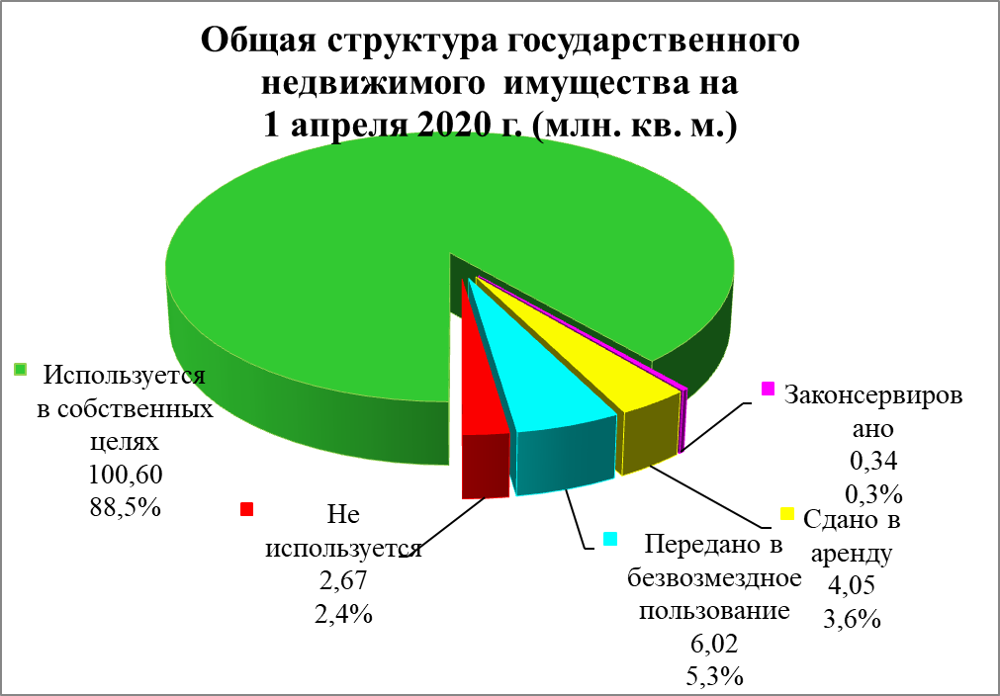 Общая структура государственного
недвижимого  имущества на
1 апреля 2020 г. (млн. кв. м.)
Используется
в собственных
целях
100,60
88,5%
Не
используется
2,67
2,4%
Передано в
безвозмездное
пользование
6,02
5,3%
Сдано в
аренду
4,05
3,6%
Законсервиров
ано
0,34
0,3%